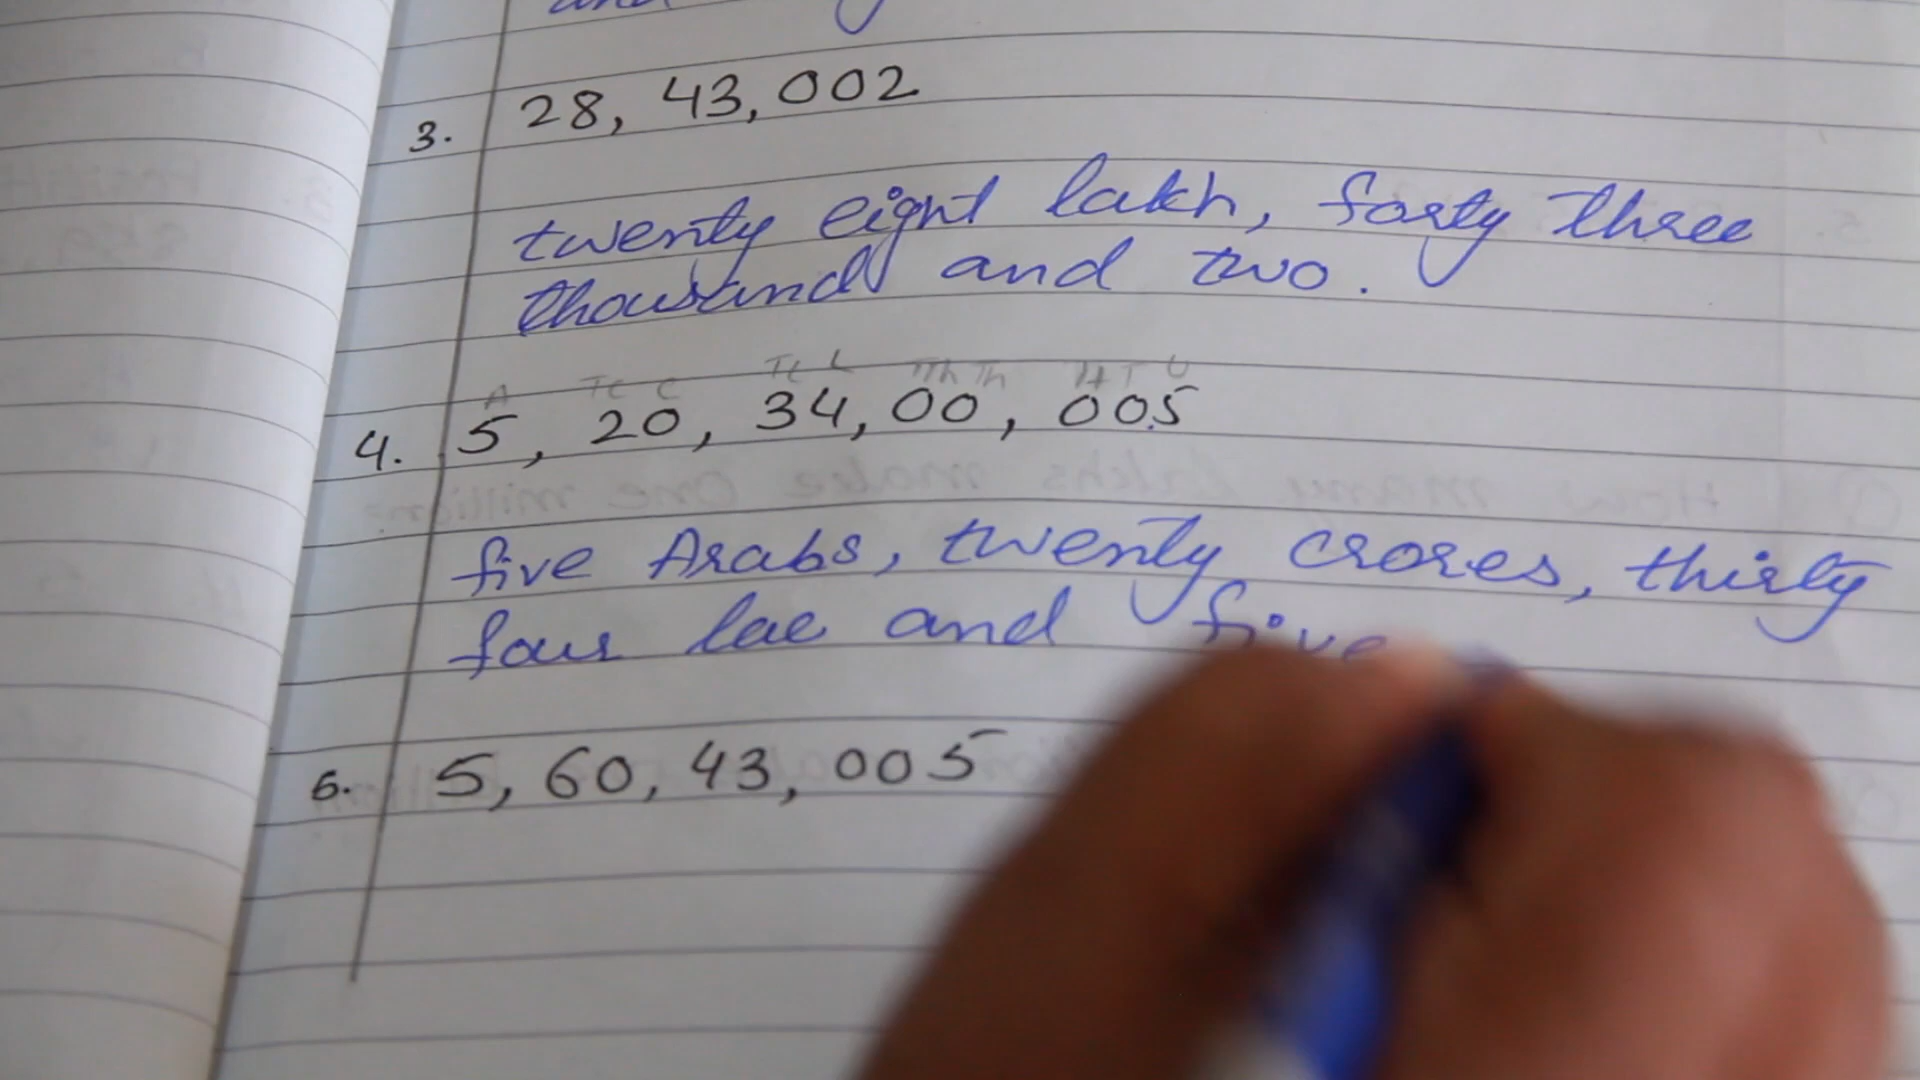 3. 28, 43,002
twenty eight lakh, forty three
thousand and two.
A TC C TL L TTh Th H T U
4. 5, 20, 34,00, 005
five Arabs, twenty crores, thirty
four lac and five
6. 5, 60, 43, 005